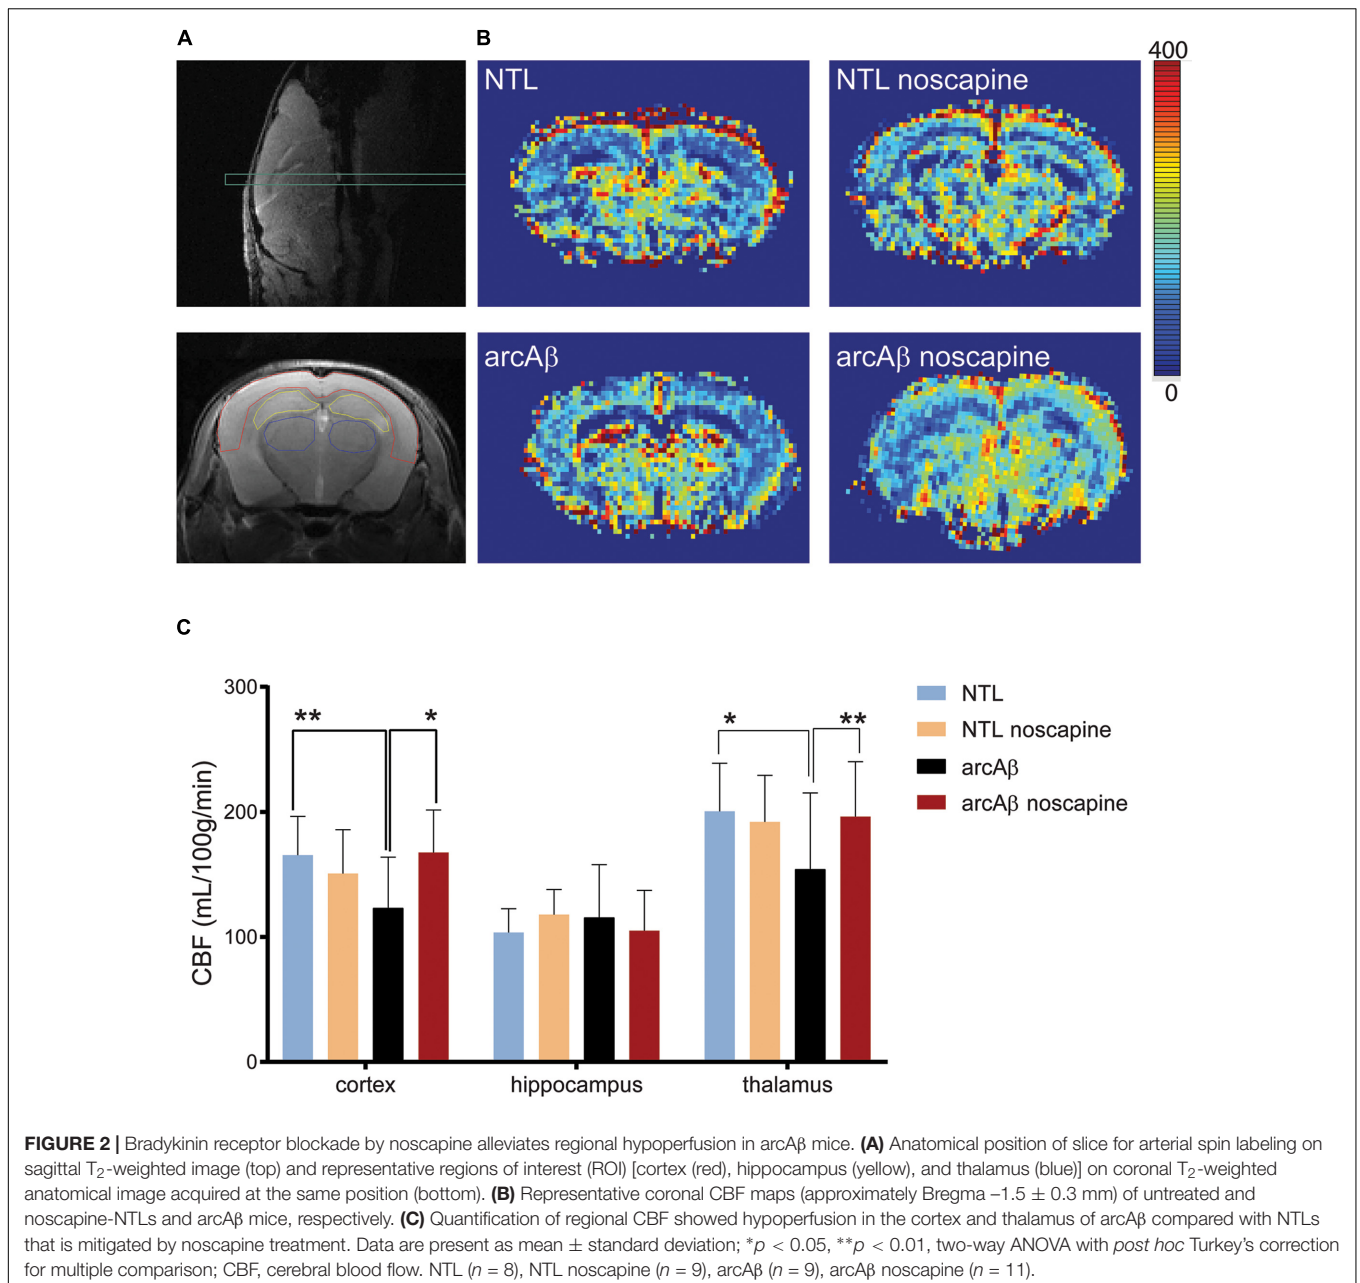 A
B
NTL
NTL noscapine
400
arcAβ
arcAβ noscapine
0
C
300
200
100
0
CBF (mL/100g/min)
**
*
*
**
NTL
NTL noscapine
arcAβ
arcAβ noscapine
cortex
hippocampus
thalamus
FIGURE 2 | Bradykinin receptor blockade by noscapine alleviates regional hypoperfusion in arcAβ mice. (A) Anatomical position of slice for arterial spin labeling on
sagittal T2-weighted image (top) and representative regions of interest (ROI) [cortex (red), hippocampus (yellow), and thalamus (blue)] on coronal T2-weighted
anatomical image acquired at the same position (bottom). (B) Representative coronal CBF maps (approximately Bregma –1.5 ± 0.3 mm) of untreated and
noscapine-NTLs and arcAβ mice, respectively. (C) Quantification of regional CBF showed hypoperfusion in the cortex and thalamus of arcAβ compared with NTLs
that is mitigated by noscapine treatment. Data are present as mean ± standard deviation; *p < 0.05, **p < 0.01, two-way ANOVA with post hoc Turkey's correction
for multiple comparison; CBF, cerebral blood flow. NTL (n = 8), NTL noscapine (n = 9), arcAβ (n = 9), arcAβ noscapine (n = 11).